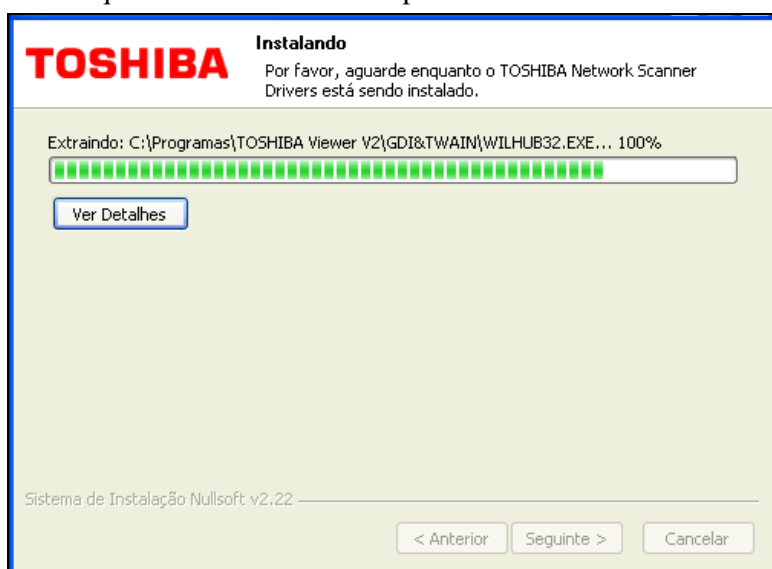 Instalando
TOSHIBA
Por favor, aguarde enquanto o TOSHIBA Network Scanner
Drivers está sendo instalado.
Extraindo: C:\Programas\TOSHIBA Viewer V2\GDI&TWAIN\WILHUB32.EXE... 100%
Ver Detalhes
Sistema de Instalação Nullsoft v2.22
< Anterior
Seguinte >
Cancelar